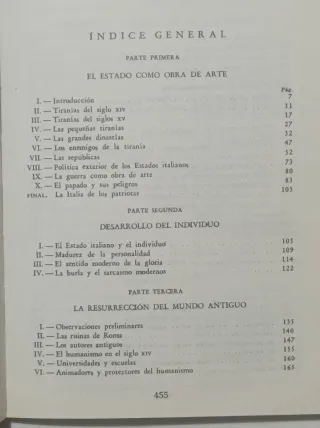 ÍNDICE GENERAL
PARTE PRIMERA
EL ESTADO COMO OBRA DE ARTE
Pág.
I. — Introducción 7
II. — Tiranías del siglo XIV 11
III. — Tiranías del siglos XV 17
IV. — Las pequeñas tiranías 27
V. — Las grandes dinastías 32
VI. — Los enemigos de la tiranía 47
VII. — Las repúblicas 52
VIII. — Política exterior de los Estados italianos 73
IX. — La guerra como obra de arte 80
X. — El papado y sus peligros 83
FINAL. — La Italia de los patriotas 103
PARTE SEGUNDA
DESARROLLO DEL INDIVIDUO
I. — El Estado italiano y el individuo 105
II. — Madurez de la personalidad 109
III. — El sentido moderno de la gloria 114
IV. — La burla y el sarcasmo modernos 122
PARTE TERCERA
LA RESURRECCIÓN DEL MUNDO ANTIGUO
I. — Observaciones preliminares 135
II. — Las ruinas de Roma 140
III. — Los autores antiguos 147
IV. — El humanismo en el siglo XIV 155
V. — Universidades y escuelas 160
VI. — Animadores y protectores del humanismo 165
455